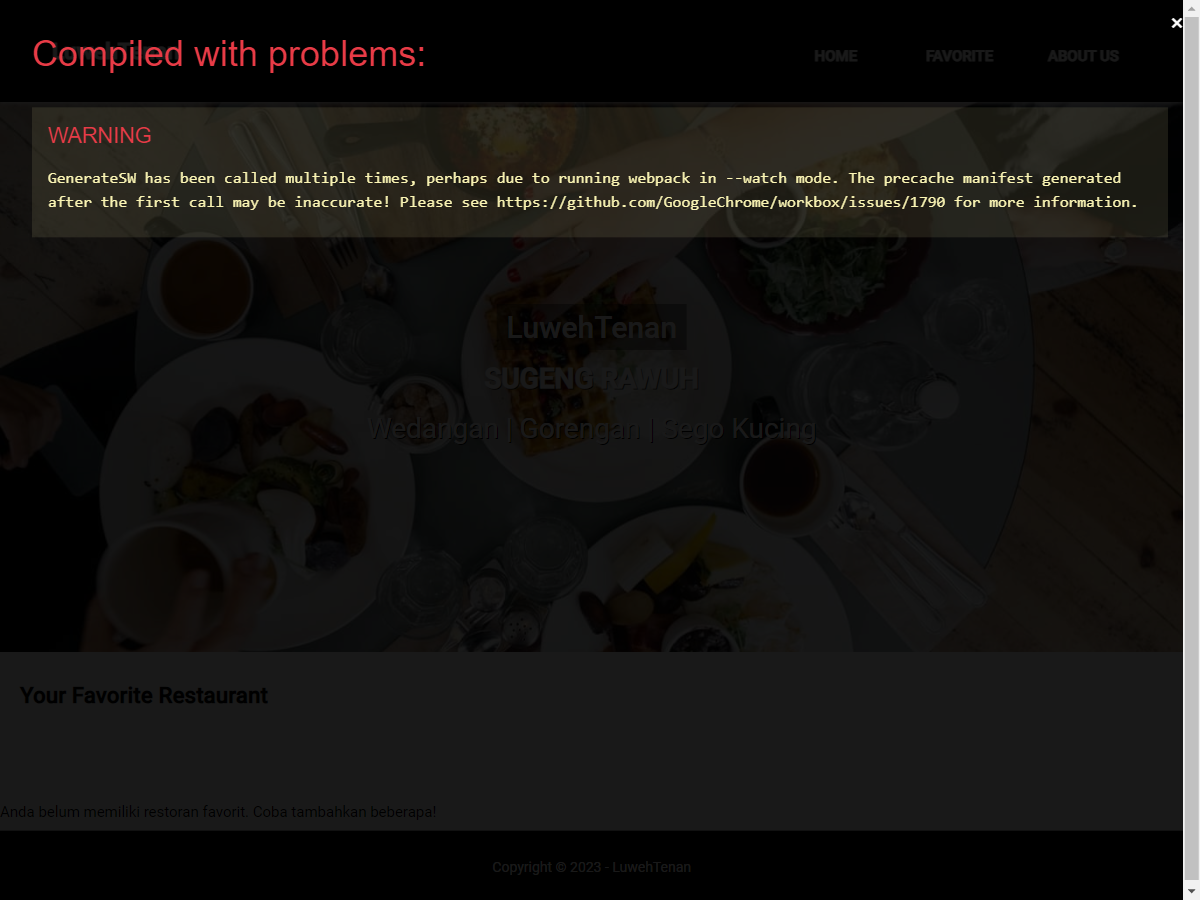 LuwehTenan
Compiled with problems:
HOME FAVORITE ABOUT US
WARNING
GenerateSW has been called multiple times, perhaps due to running webpack in --watch mode. The precache manifest generated
after the first call may be inaccurate! Please see https://github.com/GoogleChrome/workbox/issues/1790 for more information.
LuwehTenan
SUGENG RAWUH
Wedangan | Gorengan | Sego Kucing
Your Favorite Restaurant
Anda belum memiliki restoran favorit. Coba tambahkan beberapa!
Copyright © 2023 - LuwehTenan